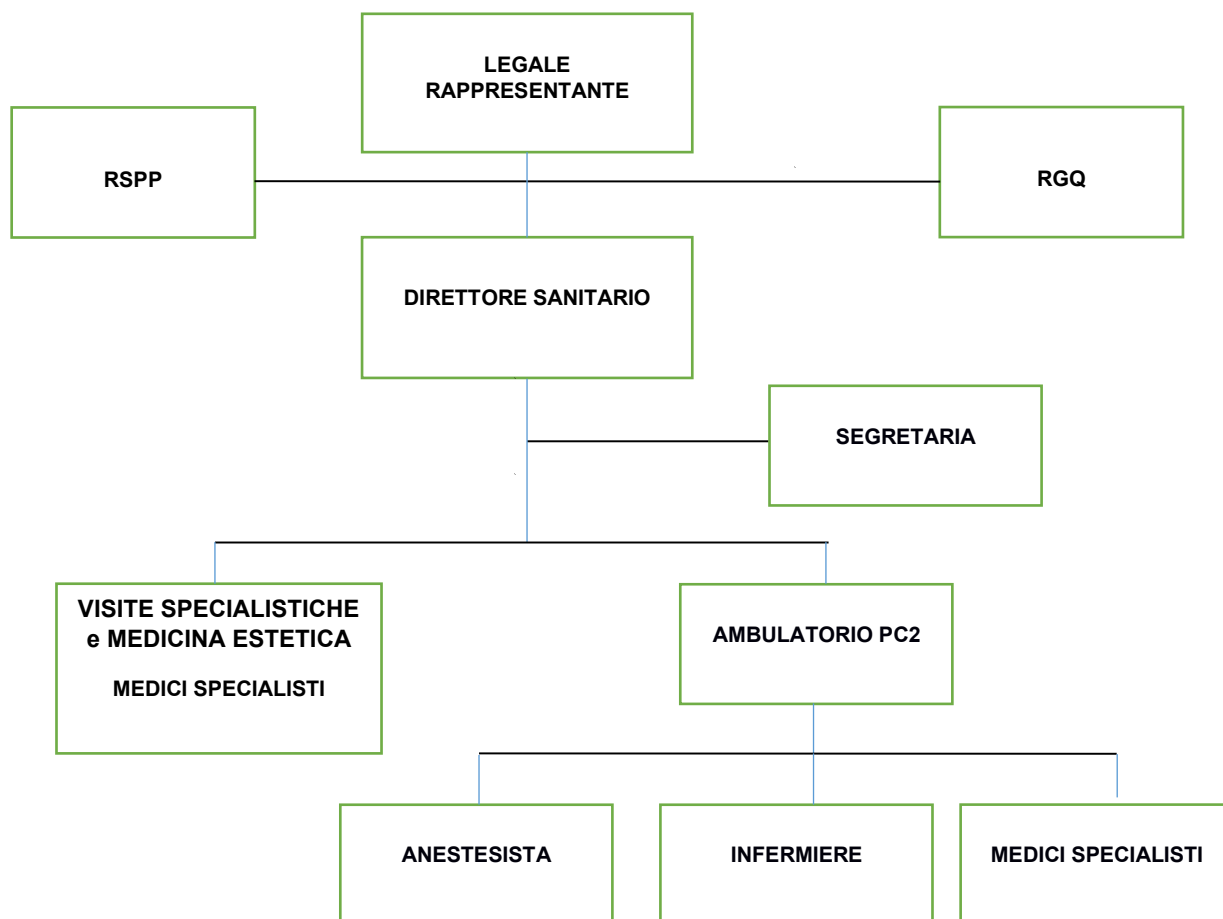 LEGALE
RAPPRESENTANTE
RSPP
RGQ
DIRETTORE SANITARIO
SEGRETARIA
VISITE SPECIALISTICHE
e MEDICINA ESTETICA
MEDICI SPECIALISTI
AMBULATORIO PC2
ANESTESISTA
INFERMIERE
MEDICI SPECIALISTI